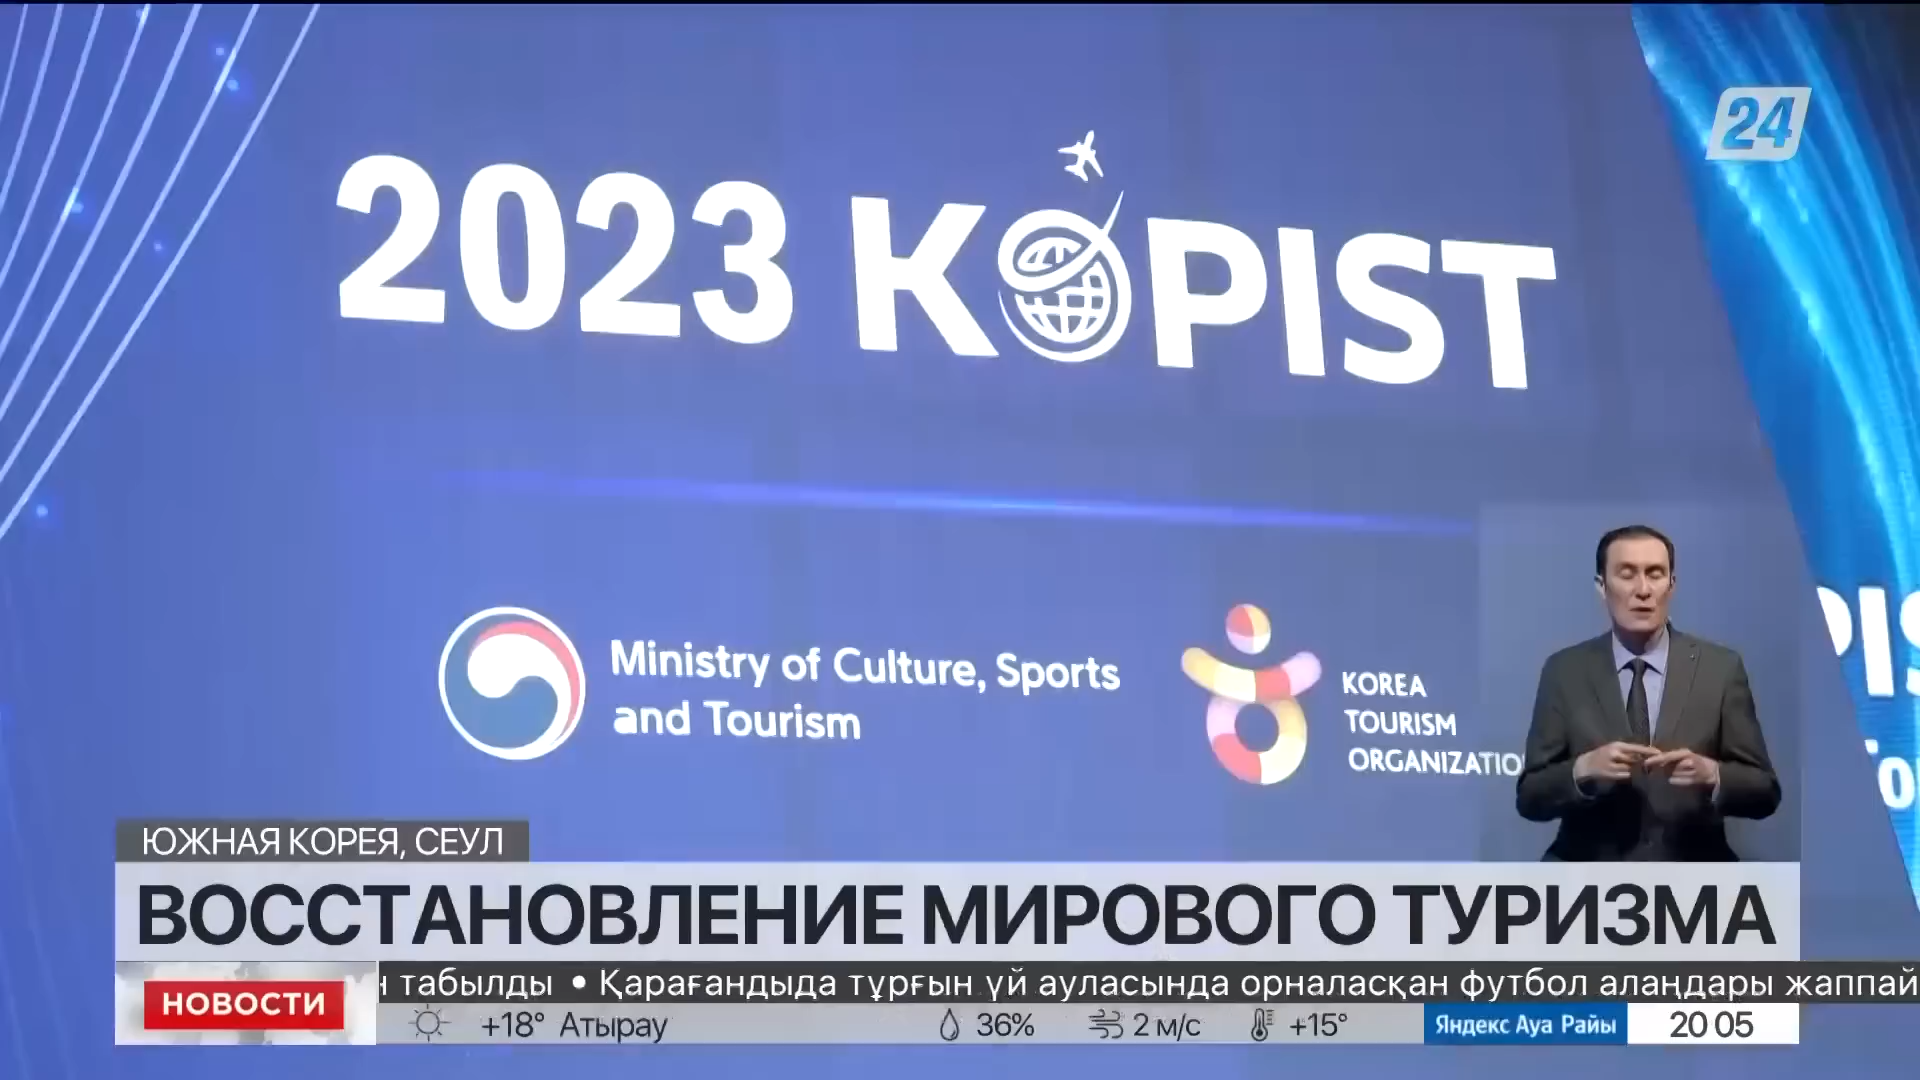 24
2023 KOPIST
Ministry of Culture, Sports
and Tourism
KOREA
TOURISM
ORGANIZATIO
ЮЖНАЯ КОРЕЯ, СЕУЛ
ВОССТАНОВЛЕНИЕ МИРОВОГО ТУРИЗМА
НОВОСТИ
табылды • Қарағандыда тұрғын үй ауласында орналасқан футбол алаңдары жаппай
+18° Атырау 36% 2 м/с +15° Яндекс Ауа Райы 20 05